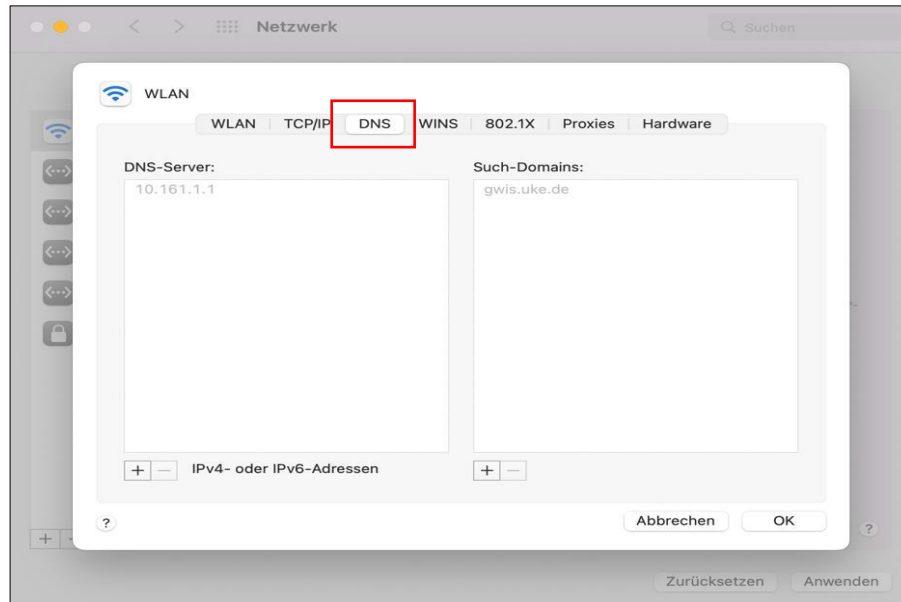 Netzwerk
Suchen
WLAN
WLAN TCP/IP DNS WINS 802.1X Proxies Hardware
DNS-Server:
Such-Domains:
10.161.1.1
gwis.uke.de
+ − IPv4- oder IPv6-Adressen
+ −
?
Abbrechen
OK
?
+
Zurücksetzen
Anwenden